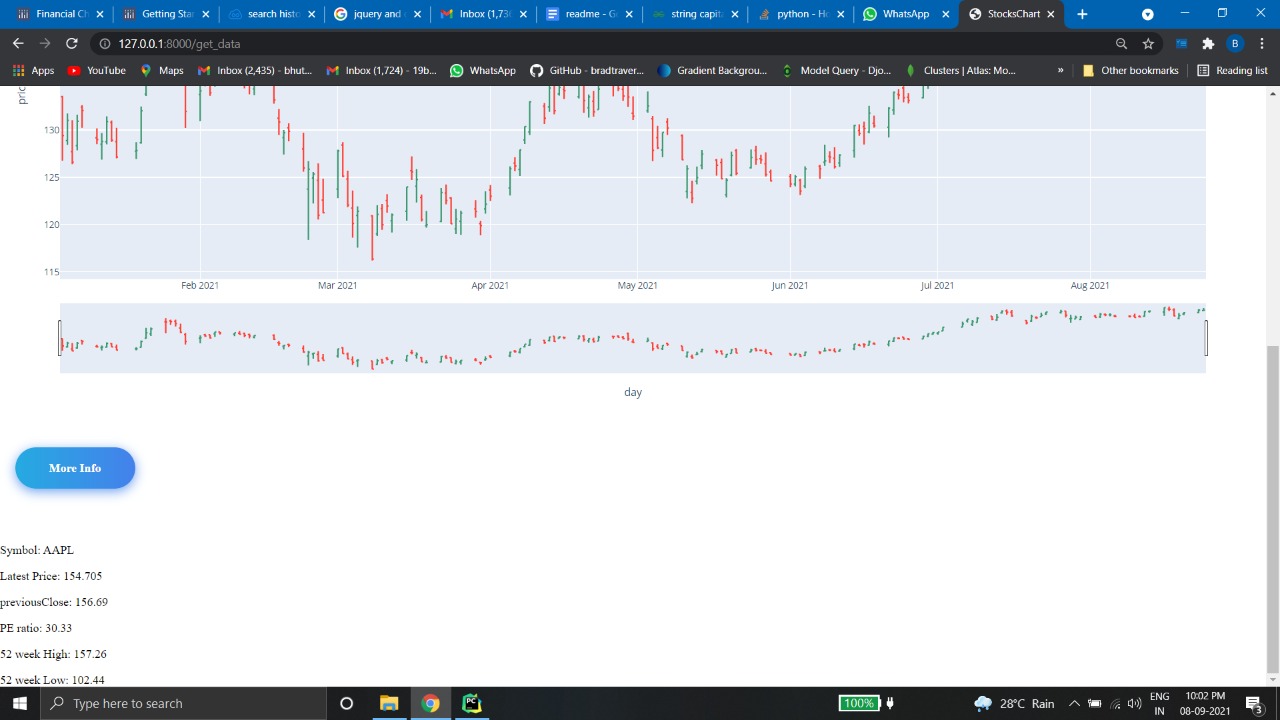 Financial Ch
Getting Star
search histo
jquery and
Inbox (1,736
readme - Go
string capita
python - Ho
WhatsApp
StocksChart
127.0.0.1:8000/get_data
Apps
YouTube
Maps
Inbox (2,435) - bhut...
Inbox (1,724) - 19b...
WhatsApp
GitHub - bradtraver...
Gradient Backgrou...
Model Query - Djo...
Clusters | Atlas: Mo...
»
Other bookmarks
Reading list
B
130
125
120
115
Feb 2021
Mar 2021
Apr 2021
May 2021
Jun 2021
Jul 2021
Aug 2021
day
More Info
Symbol: AAPL
Latest Price: 154.705
previousClose: 156.69
PE ratio: 30.33
52 week High: 157.26
52 week Low: 102.44
Type here to search
PC
100%
28°C Rain
ENG
IN
10:02 PM
08-09-2021
3